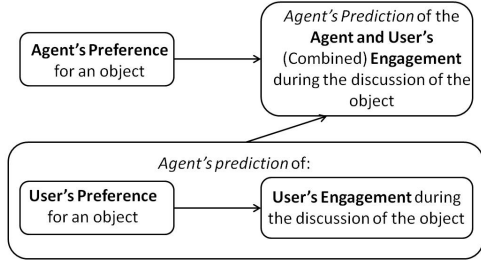 Agent's Preference
for an object
Agent's Prediction of the
Agent and User's
(Combined) Engagement
during the discussion of the
object
Agent's prediction of:
User's Preference
for an object
User's Engagement during
the discussion of the object